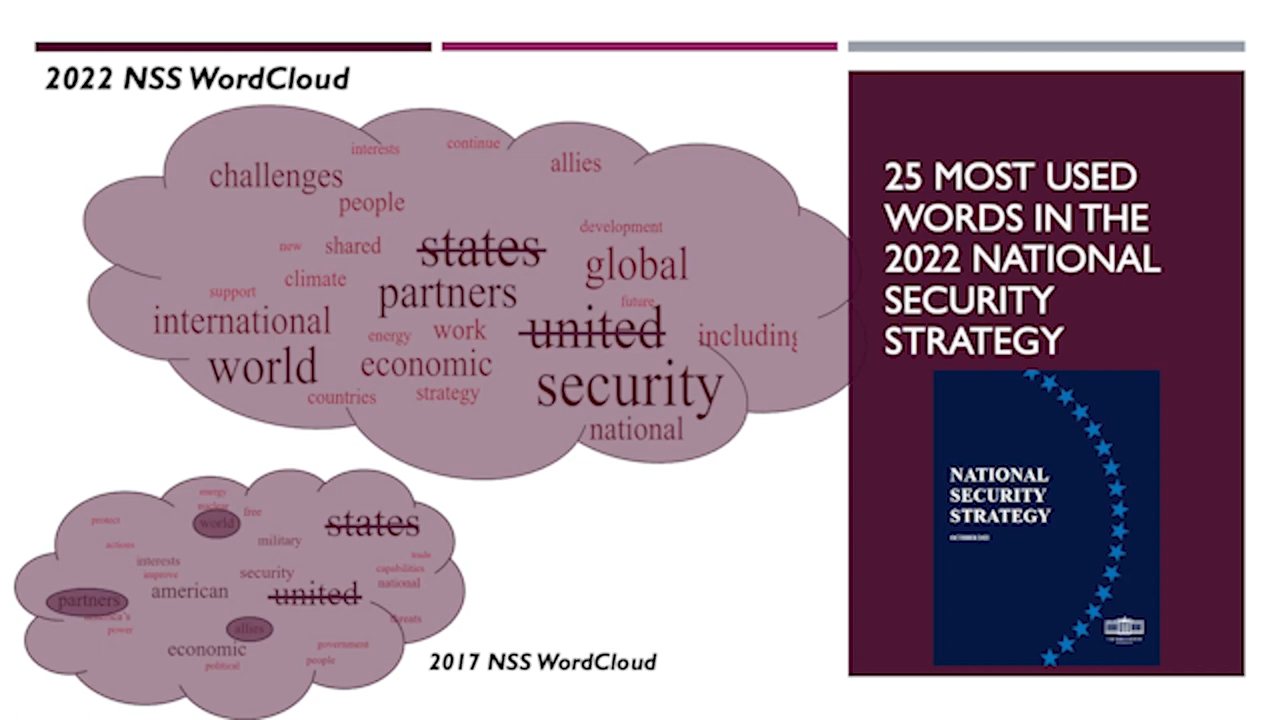 2022 NSS WordCloud
interests continue allies
challenges
people
development
new shared states global
climate
support partners future
international energy work united including
world economic security
countries strategy
national
25 MOST USED
WORDS IN THE
2022 NATIONAL
SECURITY
STRATEGY
NATIONAL
SECURITY
STRATEGY
energy
nuclear
world free
protect states
actions military
interests trade
improve security capabilities
american national
partners united
power allies
economic government
political people
2017 NSS WordCloud